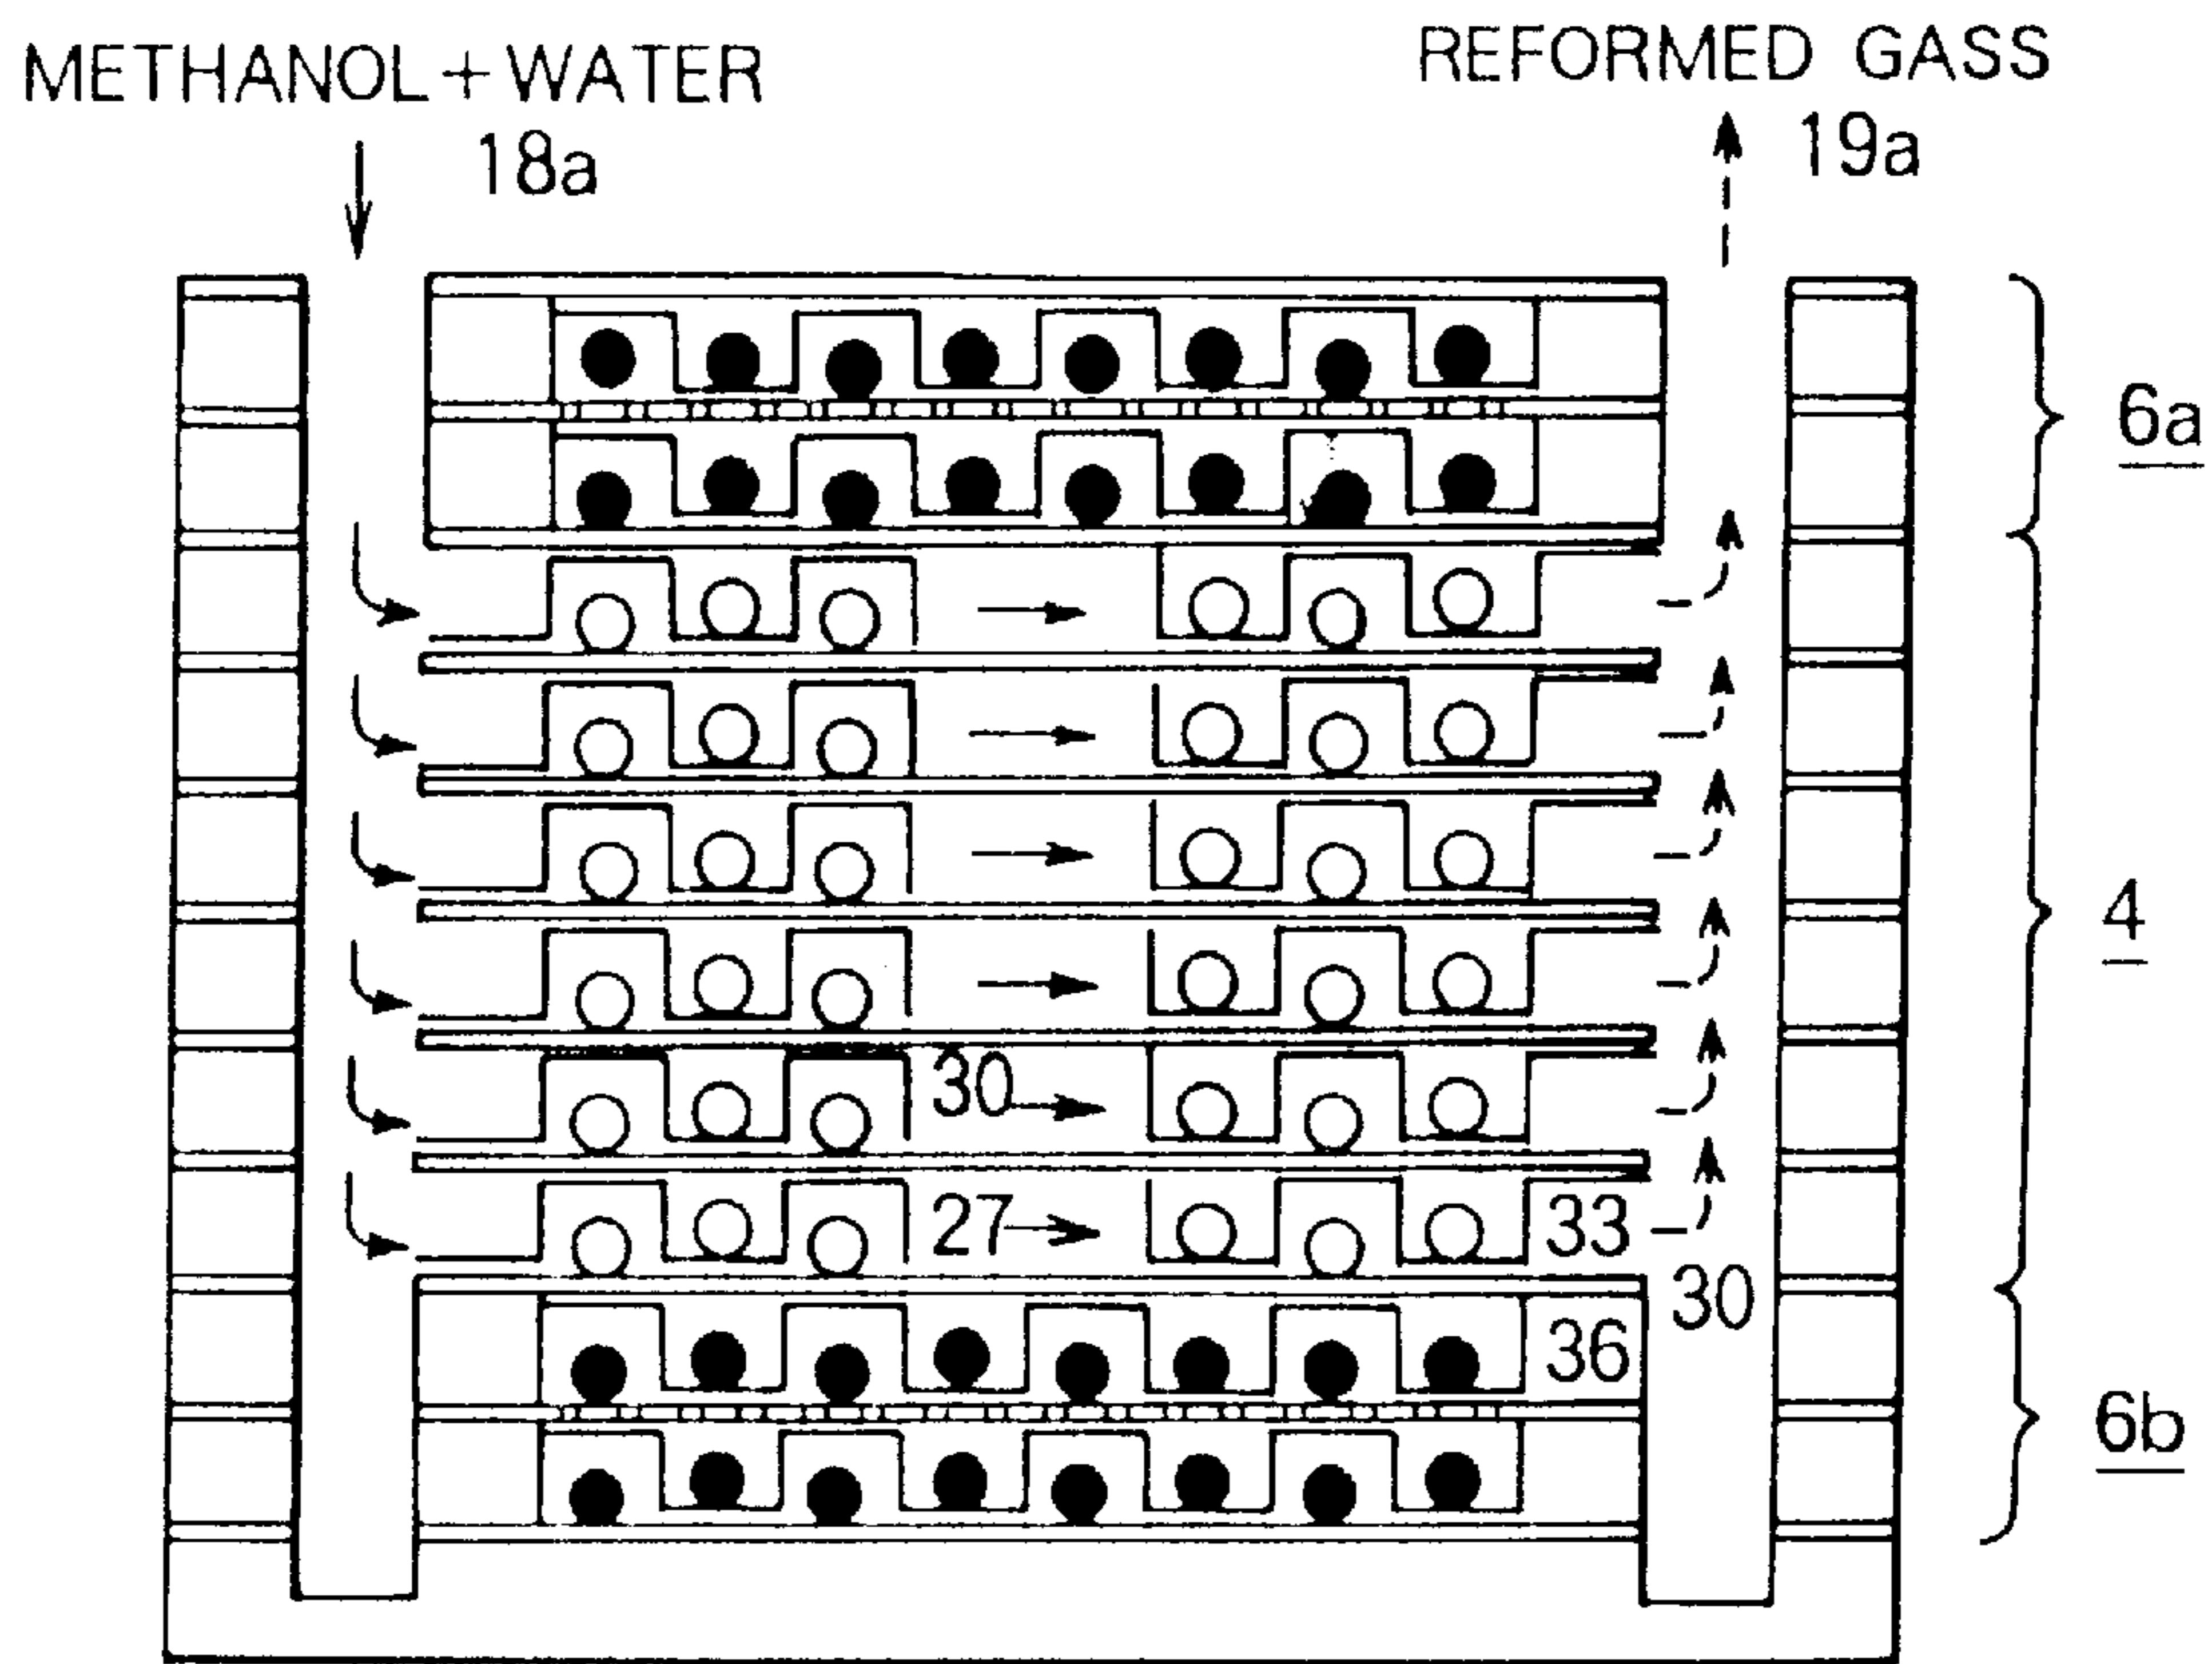 METHANOL+WATER
REFORMED GASS
18a
19a
6a
4
30
27
33
30
36
6b